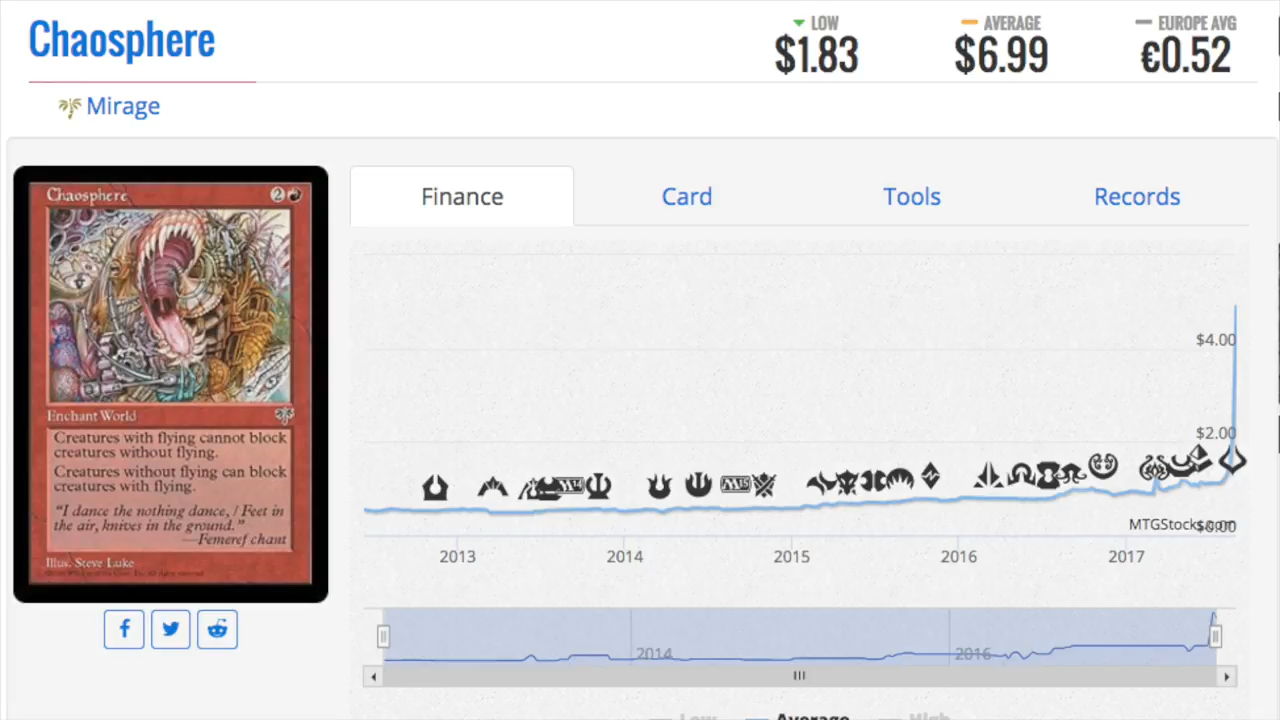 Chaosphere
LOW
$1.83
AVERAGE
$6.99
EUROPE AVG
€0.52
Mirage
Chaosphere 2
Enchant World
Creatures with flying cannot block
creatures without flying.
Creatures without flying can block
creatures with flying.
"I dance the nothing dance, / Feet in
the air, knives in the ground."
—Femeref chant
Illus. Steve Luke
Finance
Card
Tools
Records
$4.00
$2.00
$0.00
MTGStocks.com
2013
2014
2015
2016
2017
2014
2016
Low
Average
High